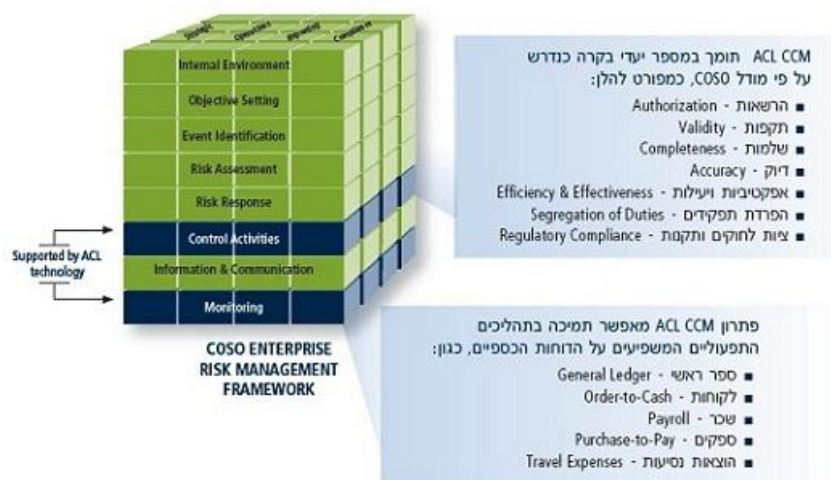 Strategic
Operations
Reporting
Compliance
Internal Environment
Objective Setting
Event Identification
Risk Assessment
Risk Response
Control Activities
Information & Communication
Monitoring
Supported by ACL
technology
COSO ENTERPRISE
RISK MANAGEMENT
FRAMEWORK
ACL CCM תומך במספר יעדי בקרה כנדרש
על פי מודל COSO, כמפורט להלן:
■ הרשאות - Authorization
■ תקפות - Validity
■ שלמות - Completeness
■ דיוק - Accuracy
■ אפקטיביות ויעילות - Efficiency & Effectiveness
■ הפרדת תפקידים - Segregation of Duties
■ ציות לחוקים ותקנות - Regulatory Compliance
פתרון ACL CCM מאפשר תמיכה בתהליכים
התפעוליים המשפיעים על הדוחות הכספיים, כגון:
■ ספר ראשי - General Ledger
■ לקוחות - Order-to-Cash
■ שכר - Payroll
■ ספקים - Purchase-to-Pay
■ הוצאות נסיעות - Travel Expenses